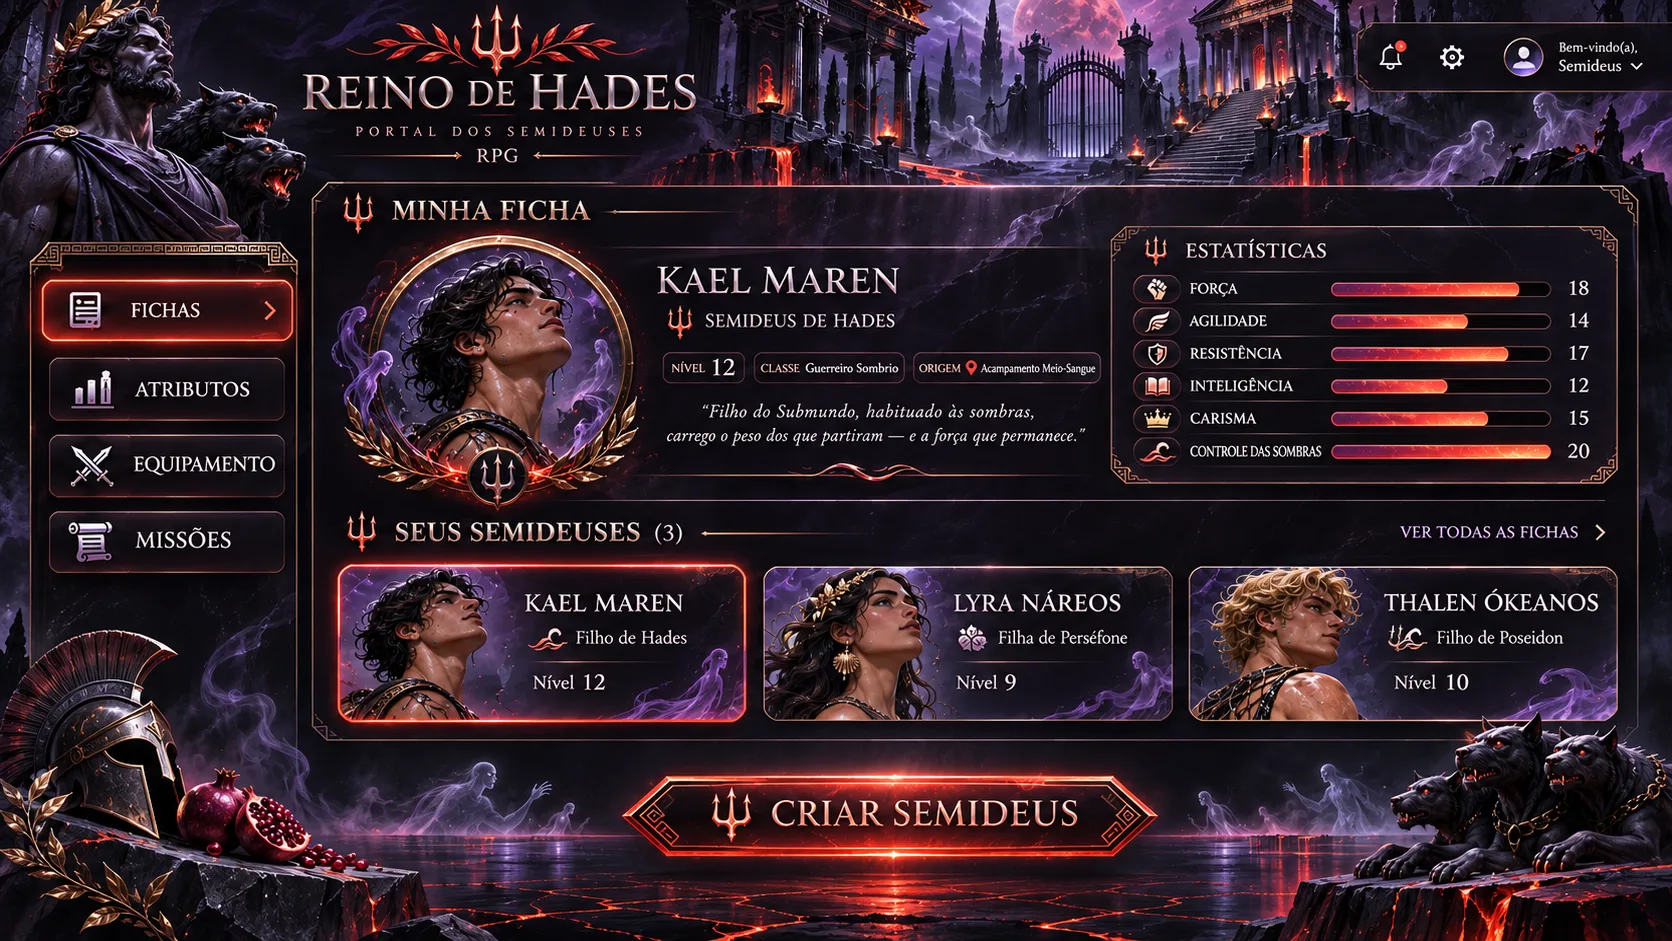 REINO DE HADES
PORTAL DOS SEMIDEUSES
RPG
Bem-vindo(a),
Semideus
FICHAS
ATRIBUTOS
EQUIPAMENTO
MISSÕES
MINHA FICHA
KAEL MAREN
SEMIDEUS DE HADES
NÍVEL 12
CLASSE Guerreiro Sombrio
ORIGEM Acampamento Meio-Sangue
“Filho do Submundo, habituado às sombras,
carrego o peso dos que partiram — e a força que permanece.”
ESTATÍSTICAS
FORÇA 18
AGILIDADE 14
RESISTÊNCIA 17
INTELIGÊNCIA 12
CARISMA 15
CONTROLE DAS SOMBRAS 20
SEUS SEMIDEUSES (3)
VER TODAS AS FICHAS
KAEL MAREN
Filho de Hades
Nível 12
LYRA NÁREOS
Filha de Perséfone
Nível 9
THALEN ÓKEANOS
Filho de Poseidon
Nível 10
CRIAR SEMIDEUS